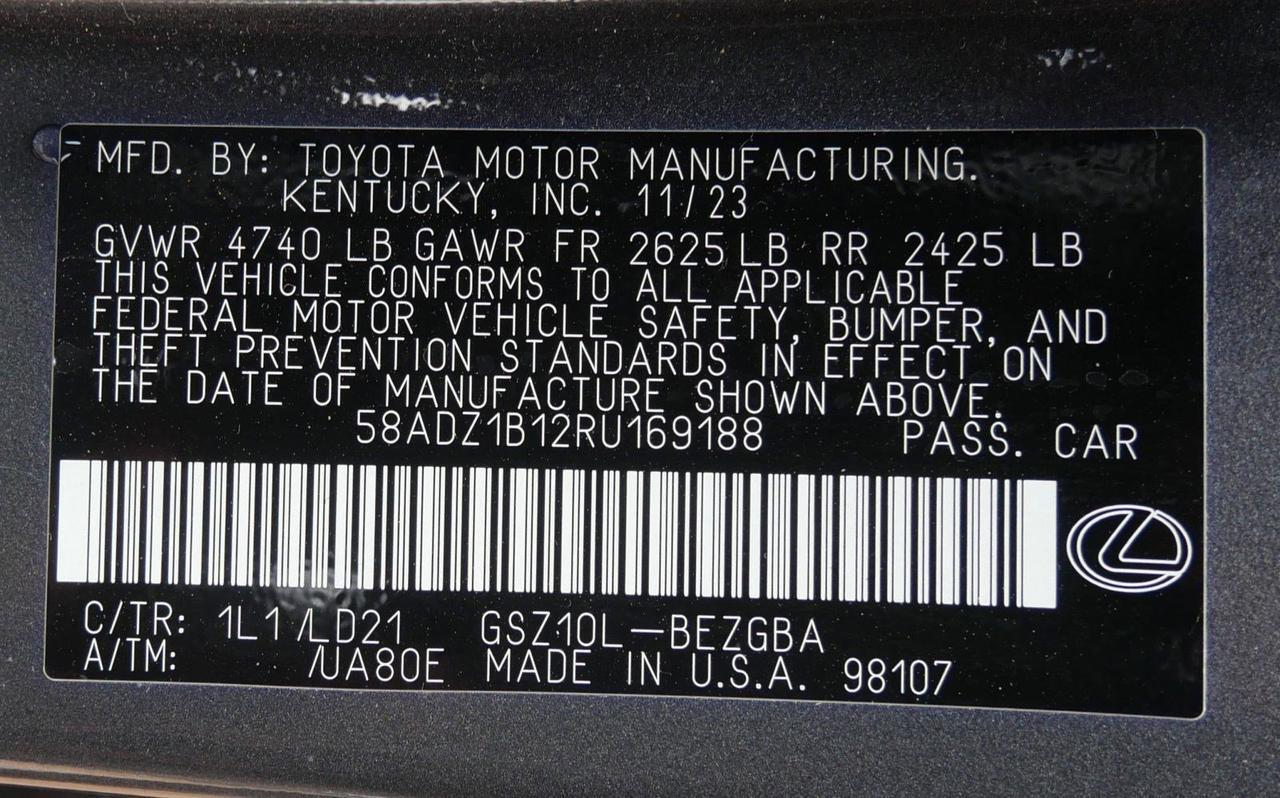 MFD. BY: TOYOTA MOTOR MANUFACTURING.
KENTUCKY, INC. 11/23
GVWR 4740 LB GAWR FR 2625 LB RR 2425 LB
THIS VEHICLE CONFORMS TO ALL APPLICABLE
FEDERAL MOTOR VEHICLE SAFETY, BUMPER, AND
THEFT PREVENTION STANDARDS IN EFFECT ON
THE DATE OF MANUFACTURE SHOWN ABOVE.
58ADZ1B12RU169188 PASS. CAR
C/TR: 1L1 /LD21 GSZ10L-BEZGBA
A/TM: /UA80E MADE IN U.S.A. 98107